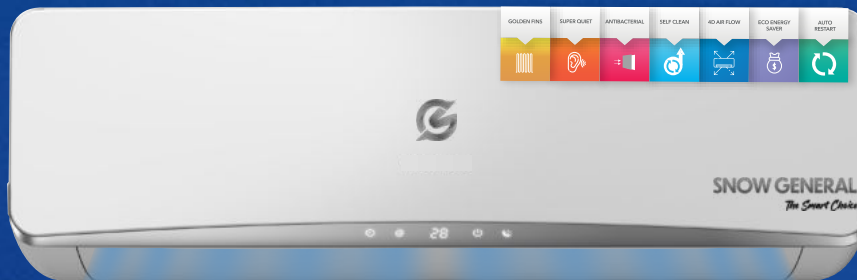 GOLDEN FINS
SUPER QUIET
ANTIBACTERIAL
SELF CLEAN
4D AIR FLOW
ECO ENERGY
SAVER
AUTO
RESTART
SNOW GENERAL
The Smart Choice
28